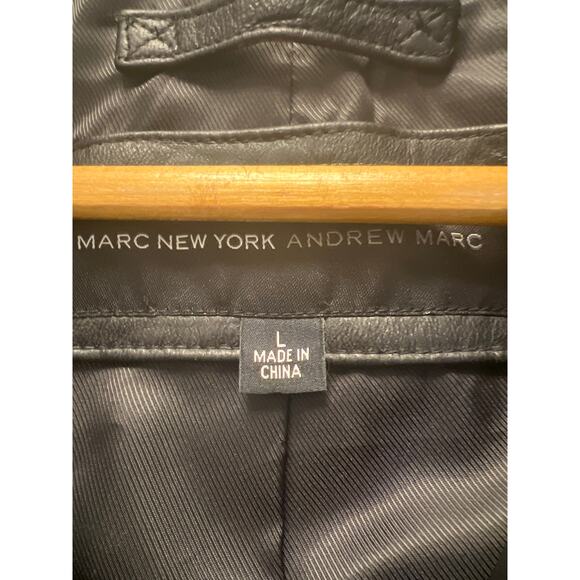 MARC NEW YORK ANDREW MARC
L
MADE IN
CHINA